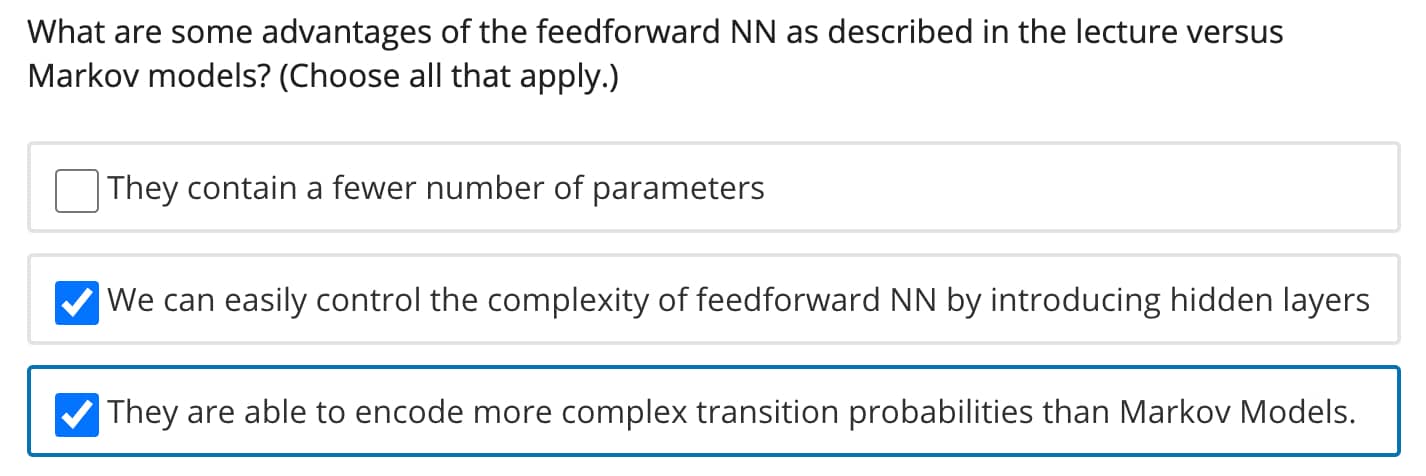 What are some advantages of the feedforward NN as described in the lecture versus
Markov models? (Choose all that apply.)
They contain a fewer number of parameters
We can easily control the complexity of feedforward NN by introducing hidden layers
They are able to encode more complex transition probabilities than Markov Models.